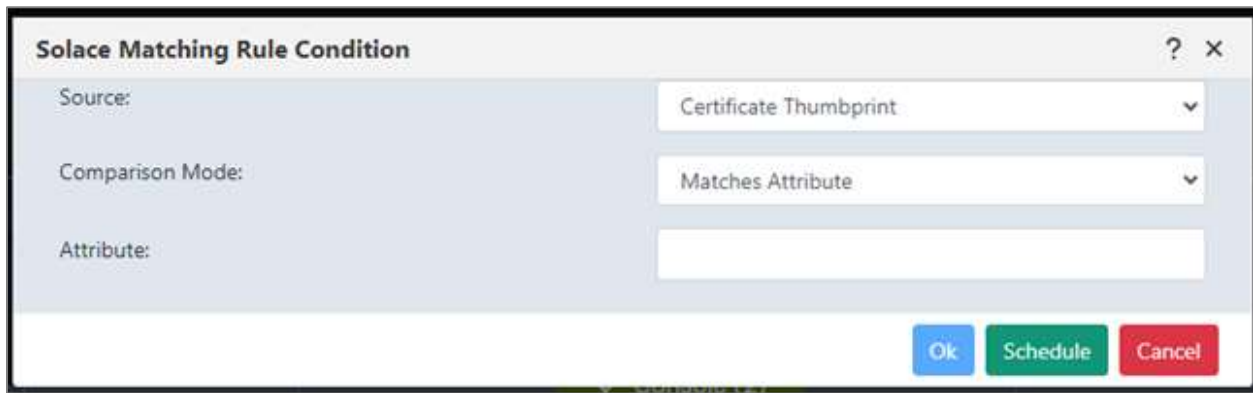 Solace Matching Rule Condition ? ×
Source: Certificate Thumbprint
Comparison Mode: Matches Attribute
Attribute:
Ok Schedule Cancel